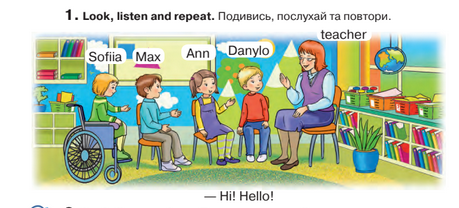 1. Look, listen and repeat. Подивись, послухай та повтори.
teacher
Sofiia Max Ann Danylo
— Hi! Hello!